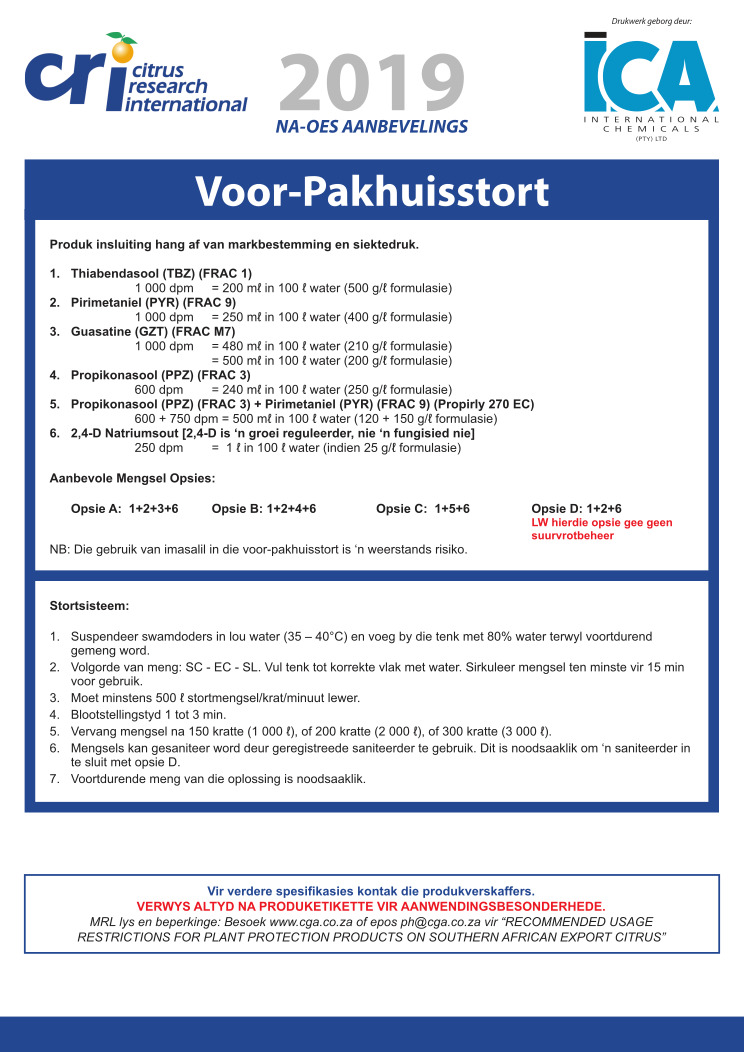 Drukwerk geborg deur:
cri citrus
research
international
2019
NA-OES AANBEVELINGS
ICA
INTERNATIONAL
CHEMICALS
(PTY) LTD
Voor-Pakhuisstort
Produk insluiting hang af van markbestemming en siektedruk.
1. Thiabendasool (TBZ) (FRAC 1)
1 000 dpm = 200 mℓ in 100 ℓ water (500 g/ℓ formulasie)
2. Pirimetaniel (PYR) (FRAC 9)
1 000 dpm = 250 mℓ in 100 ℓ water (400 g/ℓ formulasie)
3. Guasatine (GZT) (FRAC M7)
1 000 dpm = 480 mℓ in 100 ℓ water (210 g/ℓ formulasie)
= 500 mℓ in 100 ℓ water (200 g/ℓ formulasie)
4. Propikonasool (PPZ) (FRAC 3)
600 dpm = 240 mℓ in 100 ℓ water (250 g/ℓ formulasie)
5. Propikonasool (PPZ) (FRAC 3) + Pirimetaniel (PYR) (FRAC 9) (Propirly 270 EC)
600 + 750 dpm = 500 mℓ in 100 ℓ water (120 + 150 g/ℓ formulasie)
6. 2,4-D Natriumsout [2,4-D is ‘n groei reguleerder, nie ‘n fungisied nie]
250 dpm = 1 ℓ in 100 ℓ water (indien 25 g/ℓ formulasie)
Aanbevole Mengsel Opsies:
Opsie A: 1+2+3+6 Opsie B: 1+2+4+6 Opsie C: 1+5+6 Opsie D: 1+2+6
LW hierdie opsie gee geen
suurvrotbeheer
NB: Die gebruik van imasalil in die voor-pakhuisstort is ‘n weerstands risiko.
Stortsisteem:
1. Suspendeer swamdoders in lou water (35 – 40°C) en voeg by die tenk met 80% water terwyl voortdurend
gemeng word.
2. Volgorde van meng: SC - EC - SL. Vul tenk tot korrekte vlak met water. Sirkuleer mengsel ten minste vir 15 min
voor gebruik.
3. Moet minstens 500 ℓ stortmengsel/krat/minuut lewer.
4. Blootstellingstyd 1 tot 3 min.
5. Vervang mengsel na 150 kratte (1 000 ℓ), of 200 kratte (2 000 ℓ), of 300 kratte (3 000 ℓ).
6. Mengsels kan gesaniteer word deur geregistreede saniteerder te gebruik. Dit is noodsaaklik om ‘n saniteerder in
te sluit met opsie D.
7. Voortdurende meng van die oplossing is noodsaaklik.
Vir verdere spesifikasies kontak die produkverskaffers.
VERWYS ALTYD NA PRODUKETIKETTE VIR AANWENDINGSBESONDERHEDE.
MRL lys en beperkinge: Besoek www.cga.co.za of epos ph@cga.co.za vir “RECOMMENDED USAGE
RESTRICTIONS FOR PLANT PROTECTION PRODUCTS ON SOUTHERN AFRICAN EXPORT CITRUS”